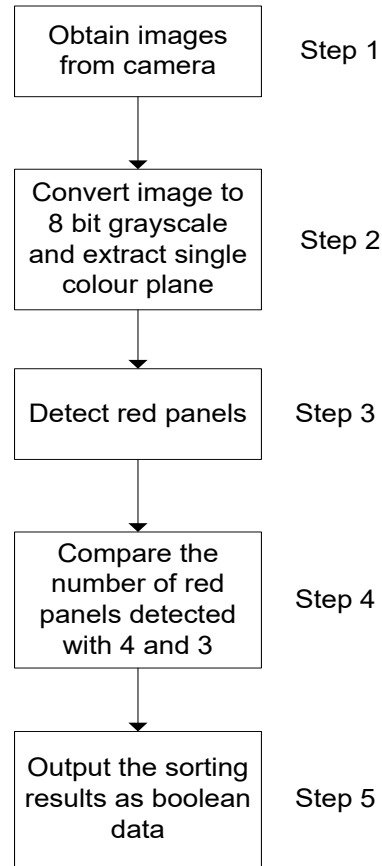 Obtain images
from camera
Step 1
Convert image to
8 bit grayscale
and extract single
colour plane
Step 2
Detect red panels
Step 3
Compare the
number of red
panels detected
with 4 and 3
Step 4
Output the sorting
results as boolean
data
Step 5